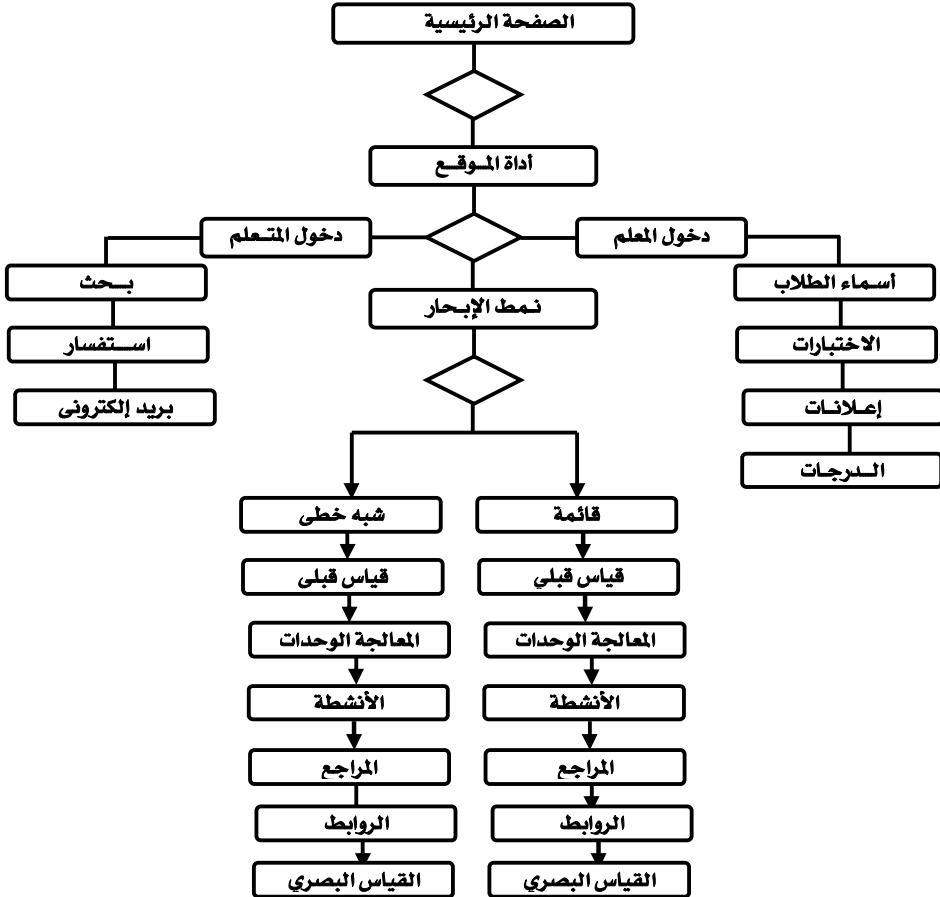 الصفحة الرئيسية
أداة الموقع
دخول المعلم
دخول المتعلم
أسماء الطلاب
الاختبارات
إعلانات
الدرجات
بحث
استفسار
بريد إلكترونى
نمط الإبحار
قائمة
قياس قبلي
المعالجة الوحدات
الأنشطة
المراجع
الروابط
القياس البصري
شبه خطى
قياس قبلى
المعالجة الوحدات
الأنشطة
المراجع
الروابط
القياس البصري